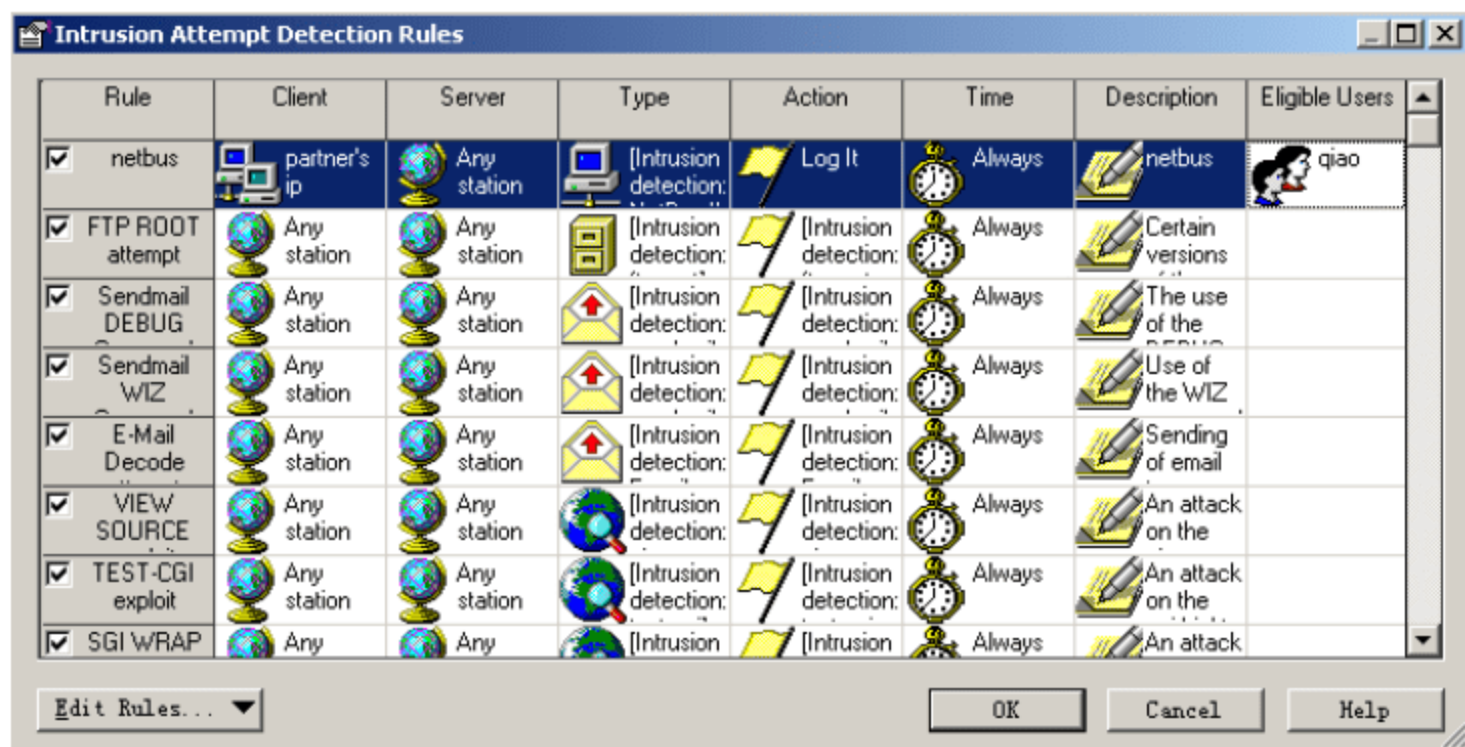 Intrusion Attempt Detection Rules
Rule Client Server Type Action Time Description Eligible Users
netbus partner's Any [Intrusion Log It Always netbus qiao
ip station detection:
FTP ROOT Any Any [Intrusion [Intrusion Always Certain
attempt station station detection: detection: versions
Sendmail Any Any [Intrusion [Intrusion Always The use
DEBUG station station detection: detection: of the
Sendmail Any Any [Intrusion [Intrusion Always Use of
WIZ station station detection: detection: the WIZ
E-Mail Any Any [Intrusion [Intrusion Always Sending
Decode station station detection: detection: of email
VIEW Any Any [Intrusion [Intrusion Always An attack
SOURCE station station detection: detection: on the
TEST-CGI Any Any [Intrusion [Intrusion Always An attack
exploit station station detection: detection: on the
SGI WRAP Any Any [Intrusion [Intrusion Always An attack
Edit Rules... OK Cancel Help